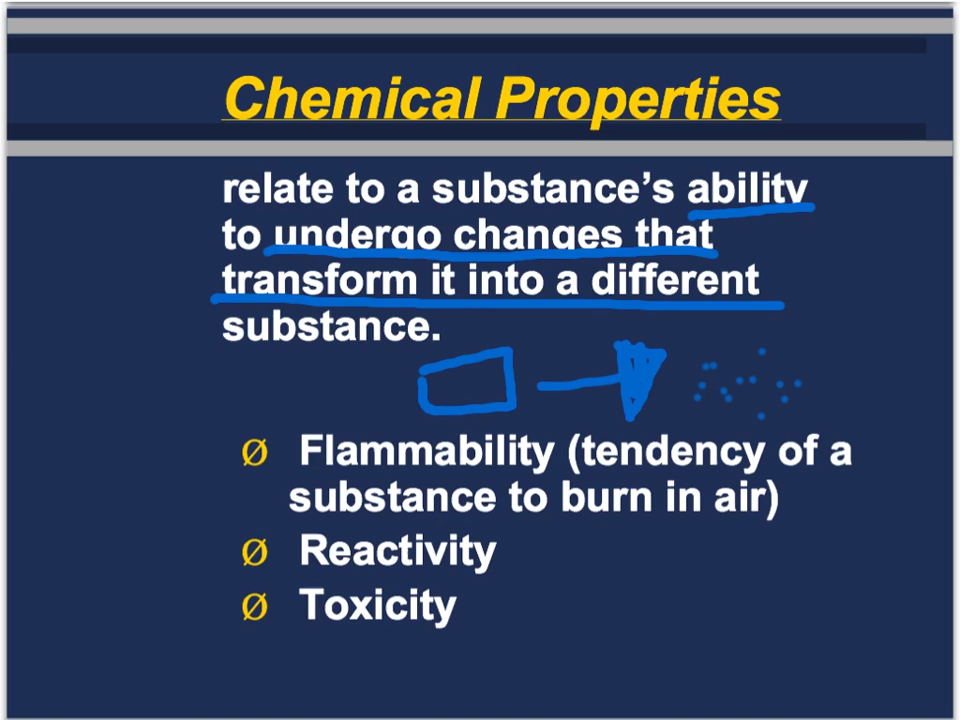 Chemical Properties
relate to a substance’s ability
to undergo changes that
transform it into a different
substance.
Ø Flammability (tendency of a
substance to burn in air)
Ø Reactivity
Ø Toxicity